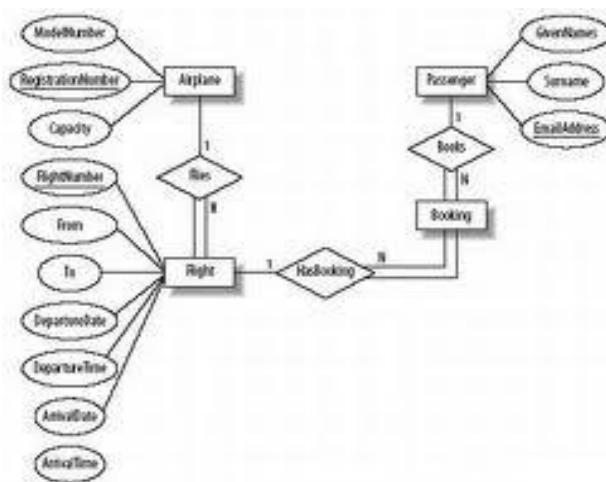 ModelNumber
GivenNames
RegistrationNumber
Airplane
Passenger
Surname
Capacity
EmailAddress
1
1
Books
FlightNumber
Flies
N
N
Booking
From
N
To
Flight
1
HasBooking
DepartureDate
DepartureTime
ArrivalDate
ArrivalTime